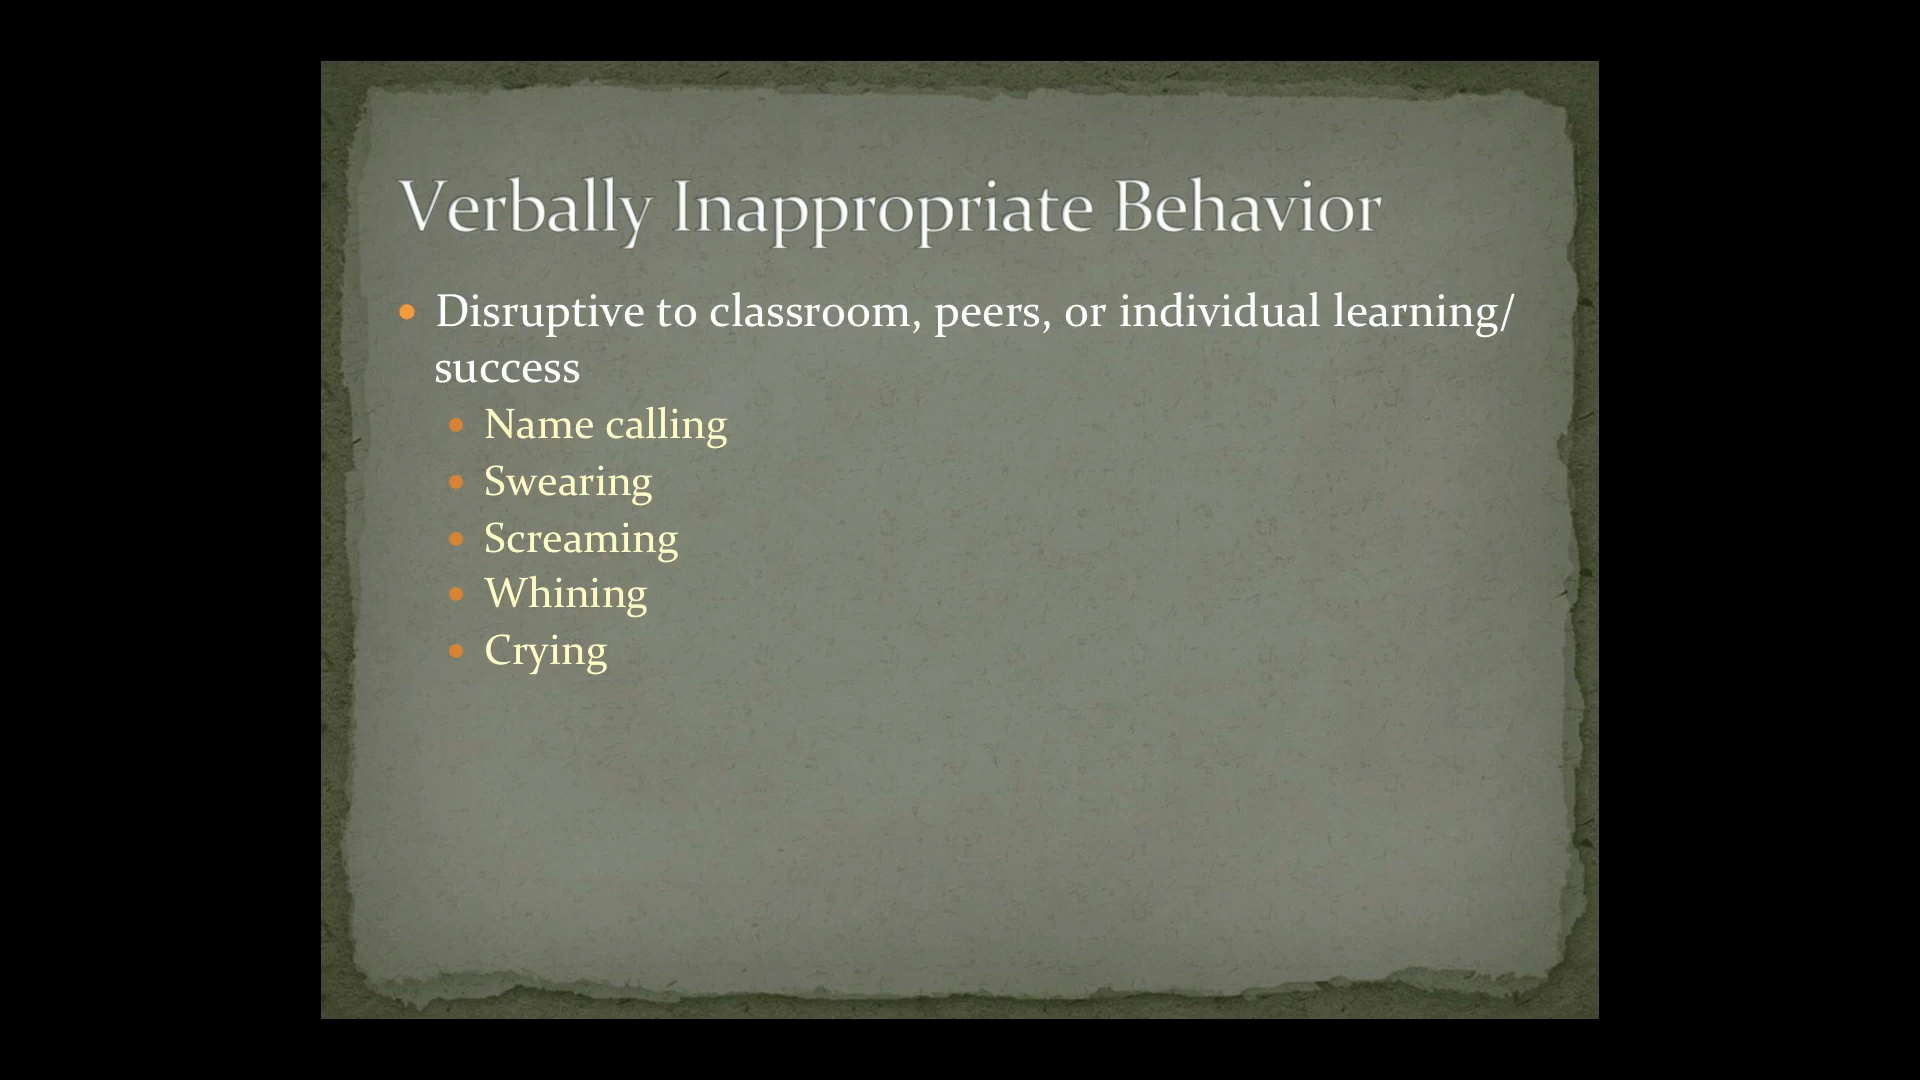 Verbally Inappropriate Behavior
• Disruptive to classroom, peers, or individual learning/
success
• Name calling
• Swearing
• Screaming
• Whining
• Crying